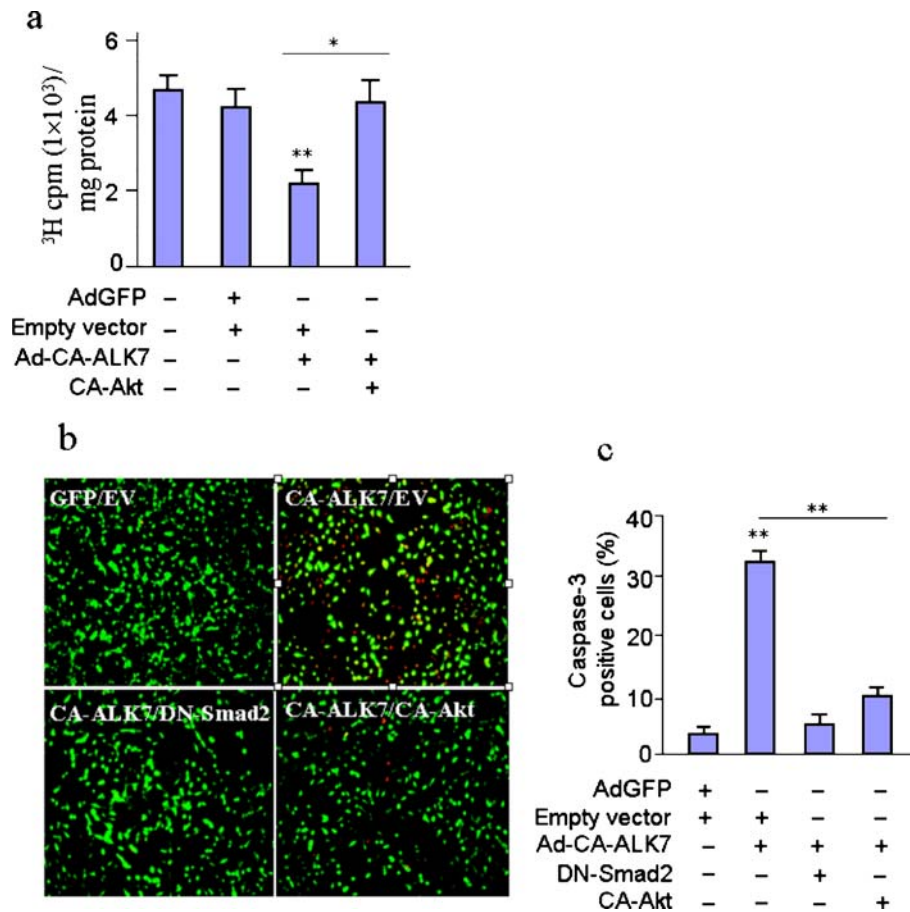 a
³H cpm (1×10³)/
mg protein
6
4
2
0
*
**
AdGFP – + – –
Empty vector – + + –
Ad-CA-ALK7 – – + +
CA-Akt – – – +
b
GFP/EV
CA-ALK7/EV
CA-ALK7/DN-Smad2
CA-ALK7/CA-Akt
c
Caspase-3
positive cells (%)
40
30
20
10
0
**
**
AdGFP + – – –
Empty vector + + – –
Ad-CA-ALK7 – + + +
DN-Smad2 – – + –
CA-Akt – – – +